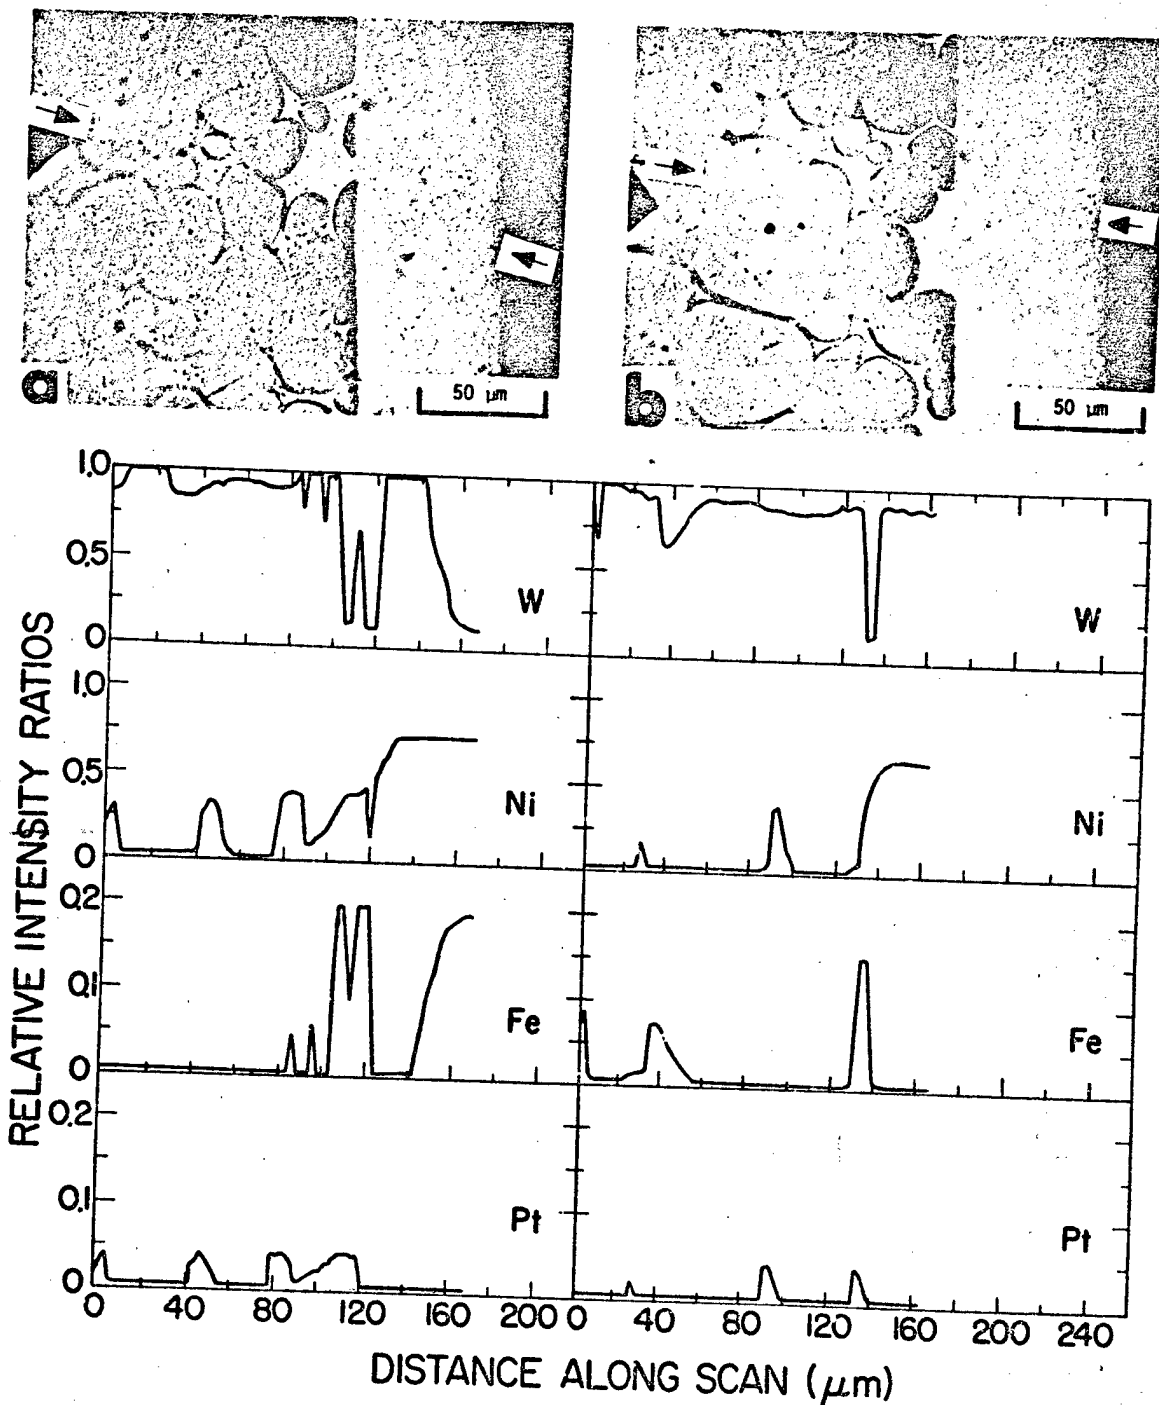 a
50 μm
b
50 μm
RELATIVE INTENSITY RATIOS
1.0
0.5
0
W
W
1.0
0.5
0
Ni
Ni
0.2
0.1
0
Fe
Fe
0.2
0.1
0
Pt
Pt
0 40 80 120 160 200 0 40 80 120 160 200 240
DISTANCE ALONG SCAN (μm)